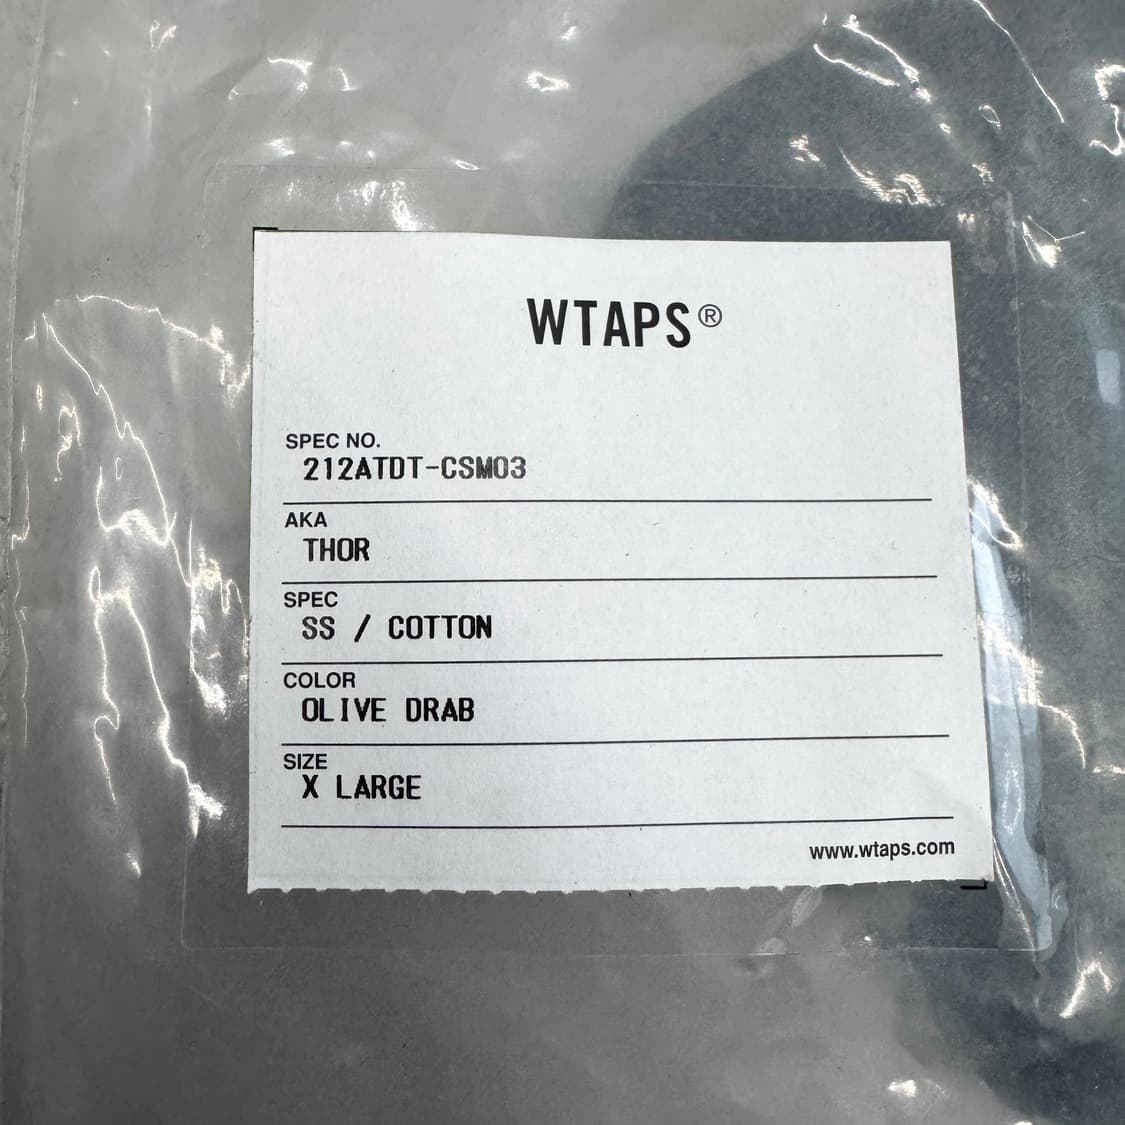 WTAPS®
SPEC NO.
212ATDT-CSM03
AKA
THOR
SPEC
SS / COTTON
COLOR
OLIVE DRAB
SIZE
X LARGE
www.wtaps.com